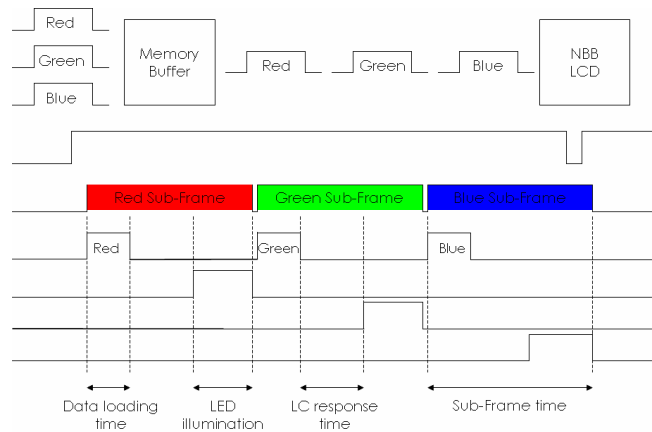 Red
Green
Blue
Memory
Buffer
Red
Green
Blue
NBB
LCD
Red Sub-Frame
Green Sub-Frame
Blue Sub-Frame
Red
Green
Blue
Data loading
time
LED
illumination
LC response
time
Sub-Frame time